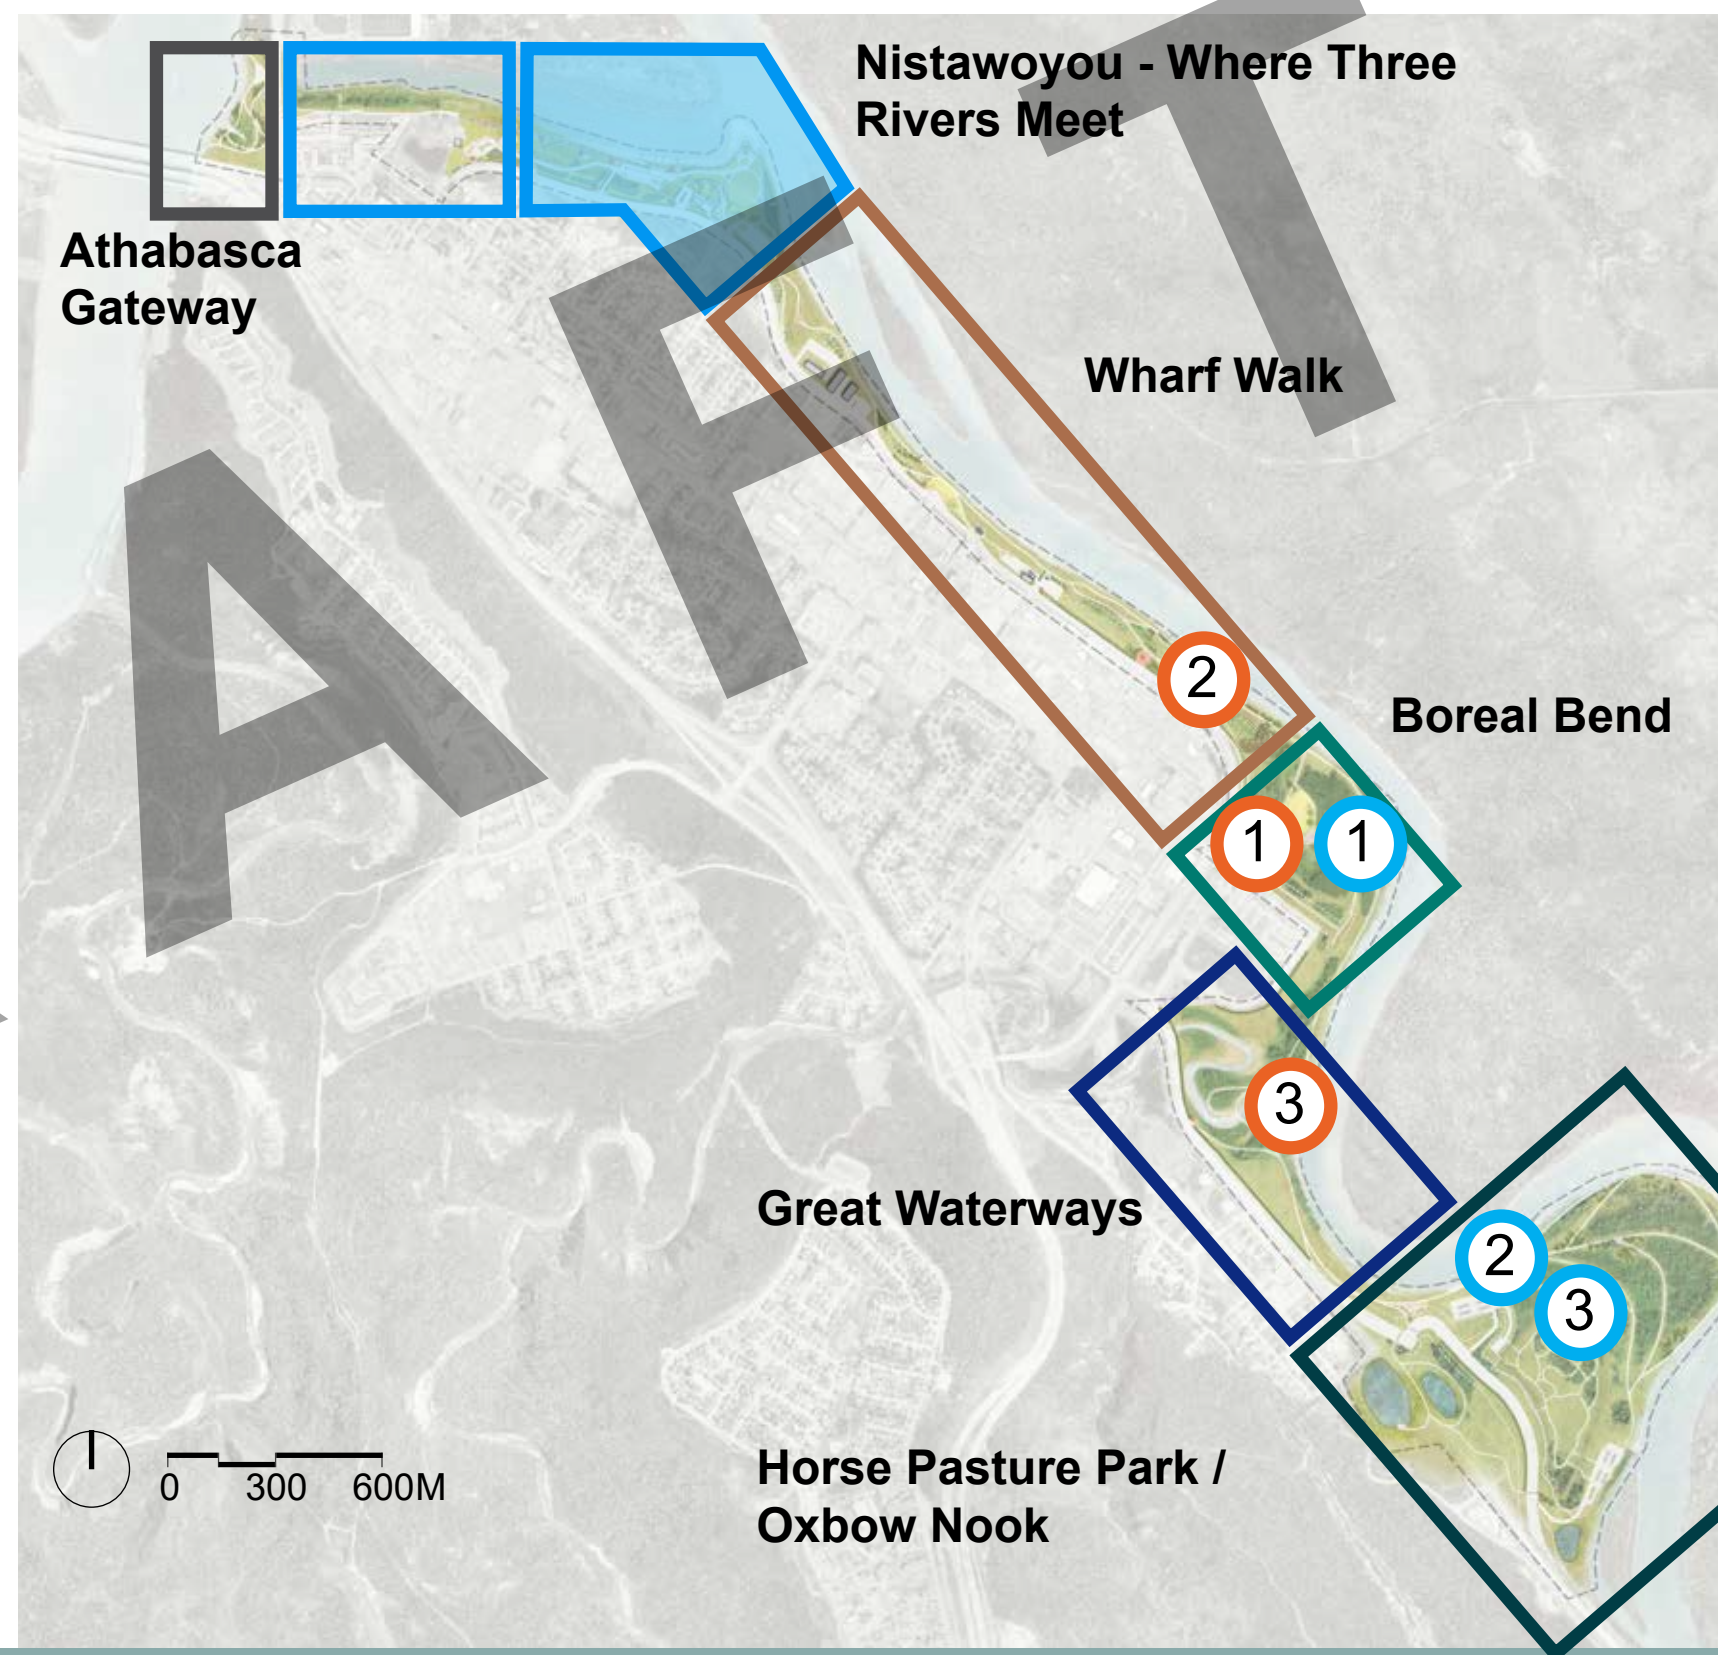 Nistawoyou - Where Three
Rivers Meet
Athabasca
Gateway
Wharf Walk
2
Boreal Bend
1 1
3
Great Waterways
2
3
Horse Pasture Park /
Oxbow Nook
0 300 600M
A F T